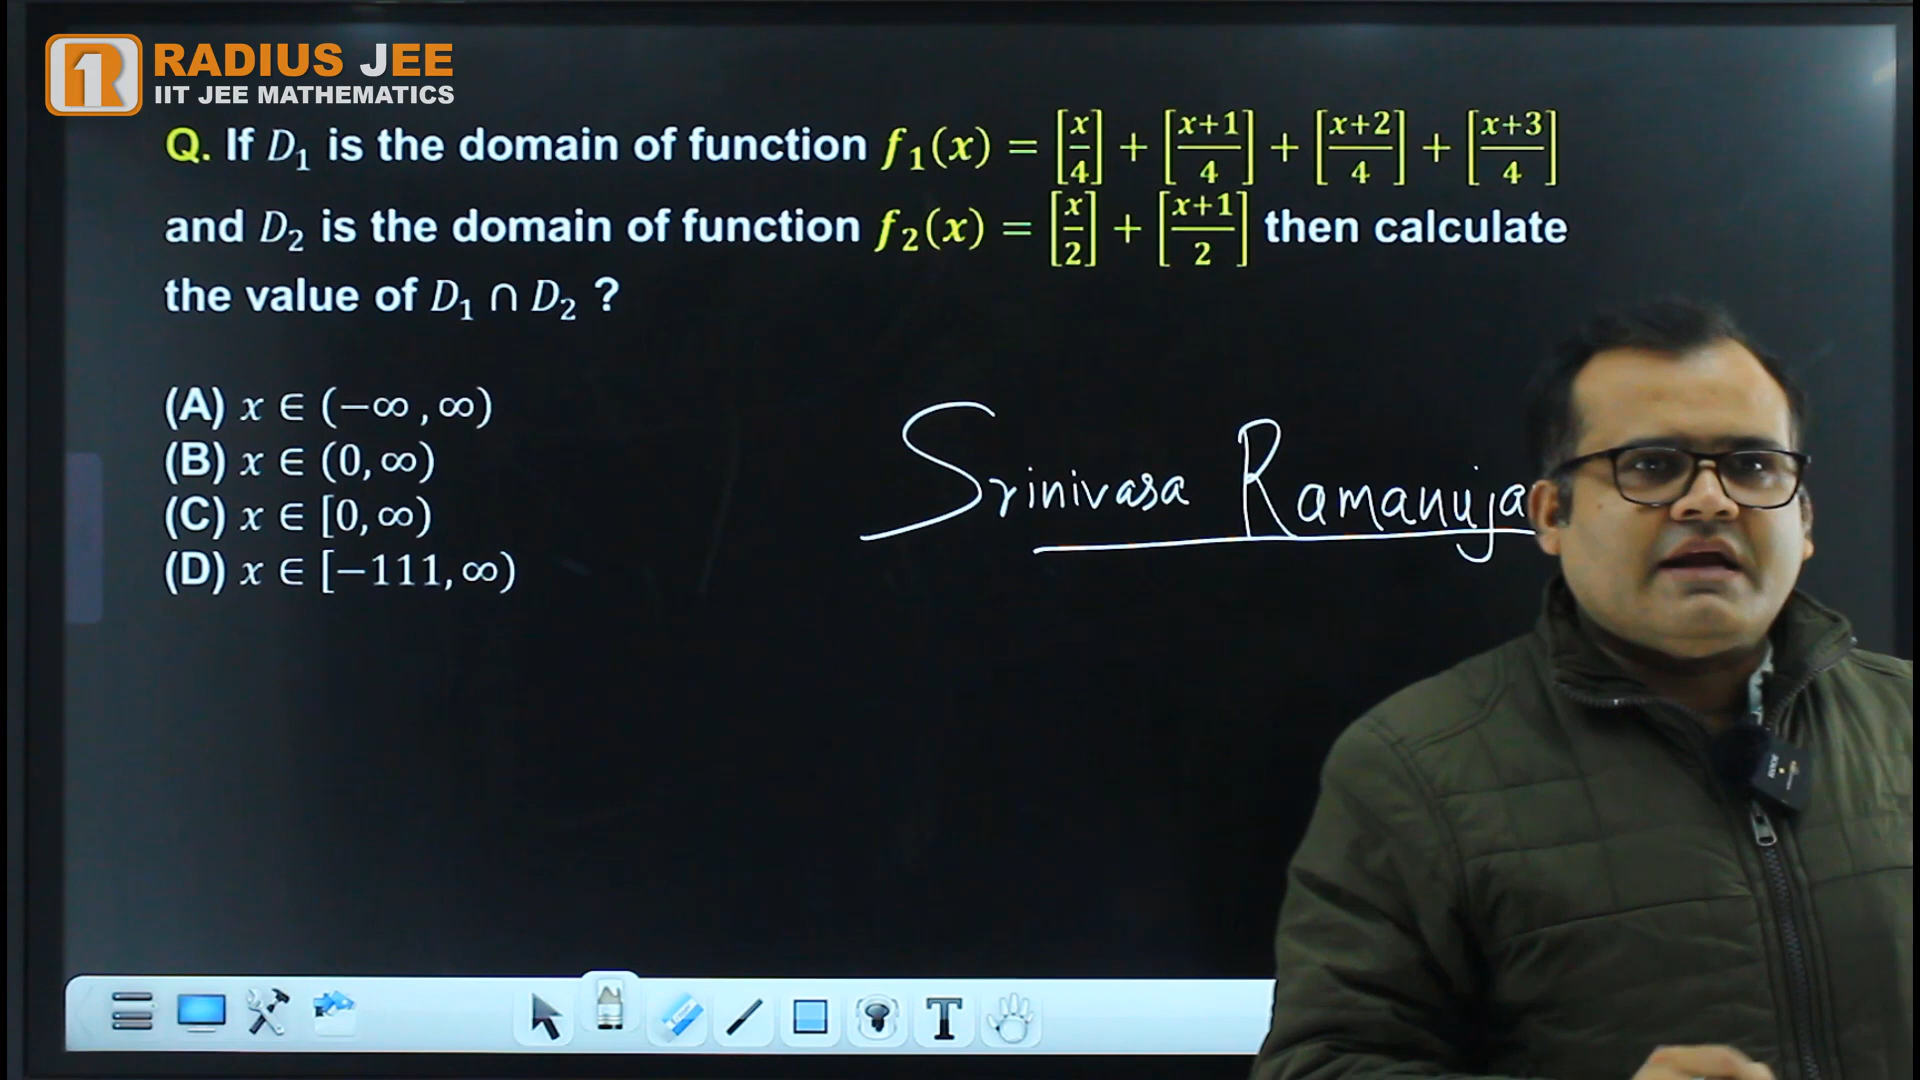 RADIUS JEE
IIT JEE MATHEMATICS
Q. If D₁ is the domain of function f₁(x) = [x/4] + [(x+1)/4] + [(x+2)/4] + [(x+3)/4]
and D₂ is the domain of function f₂(x) = [x/2] + [(x+1)/2] then calculate
the value of D₁ ∩ D₂ ?
(A) x ∈ (−∞ , ∞)
(B) x ∈ (0, ∞)
(C) x ∈ [0, ∞)
(D) x ∈ [−111, ∞)
Srinivasa Ramanuja
T